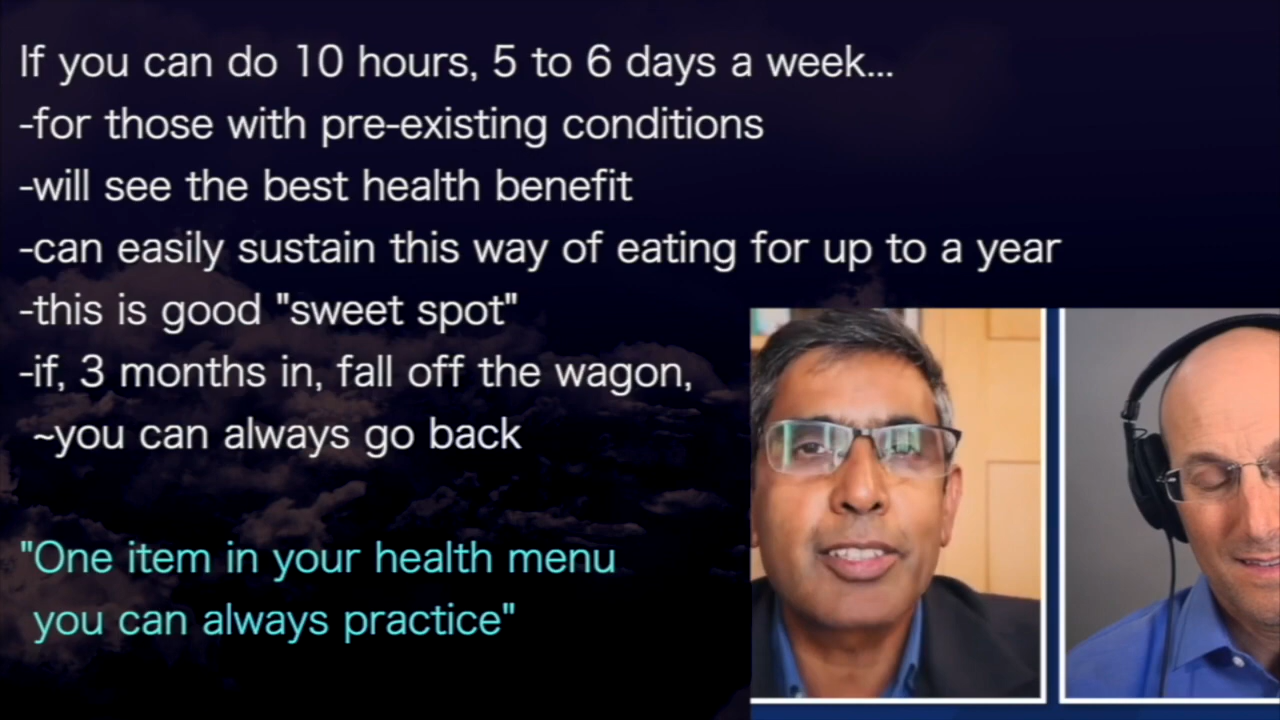 If you can do 10 hours, 5 to 6 days a week...
-for those with pre-existing conditions
-will see the best health benefit
-can easily sustain this way of eating for up to a year
-this is good "sweet spot"
-if, 3 months in, fall off the wagon,
~you can always go back
"One item in your health menu
you can always practice"